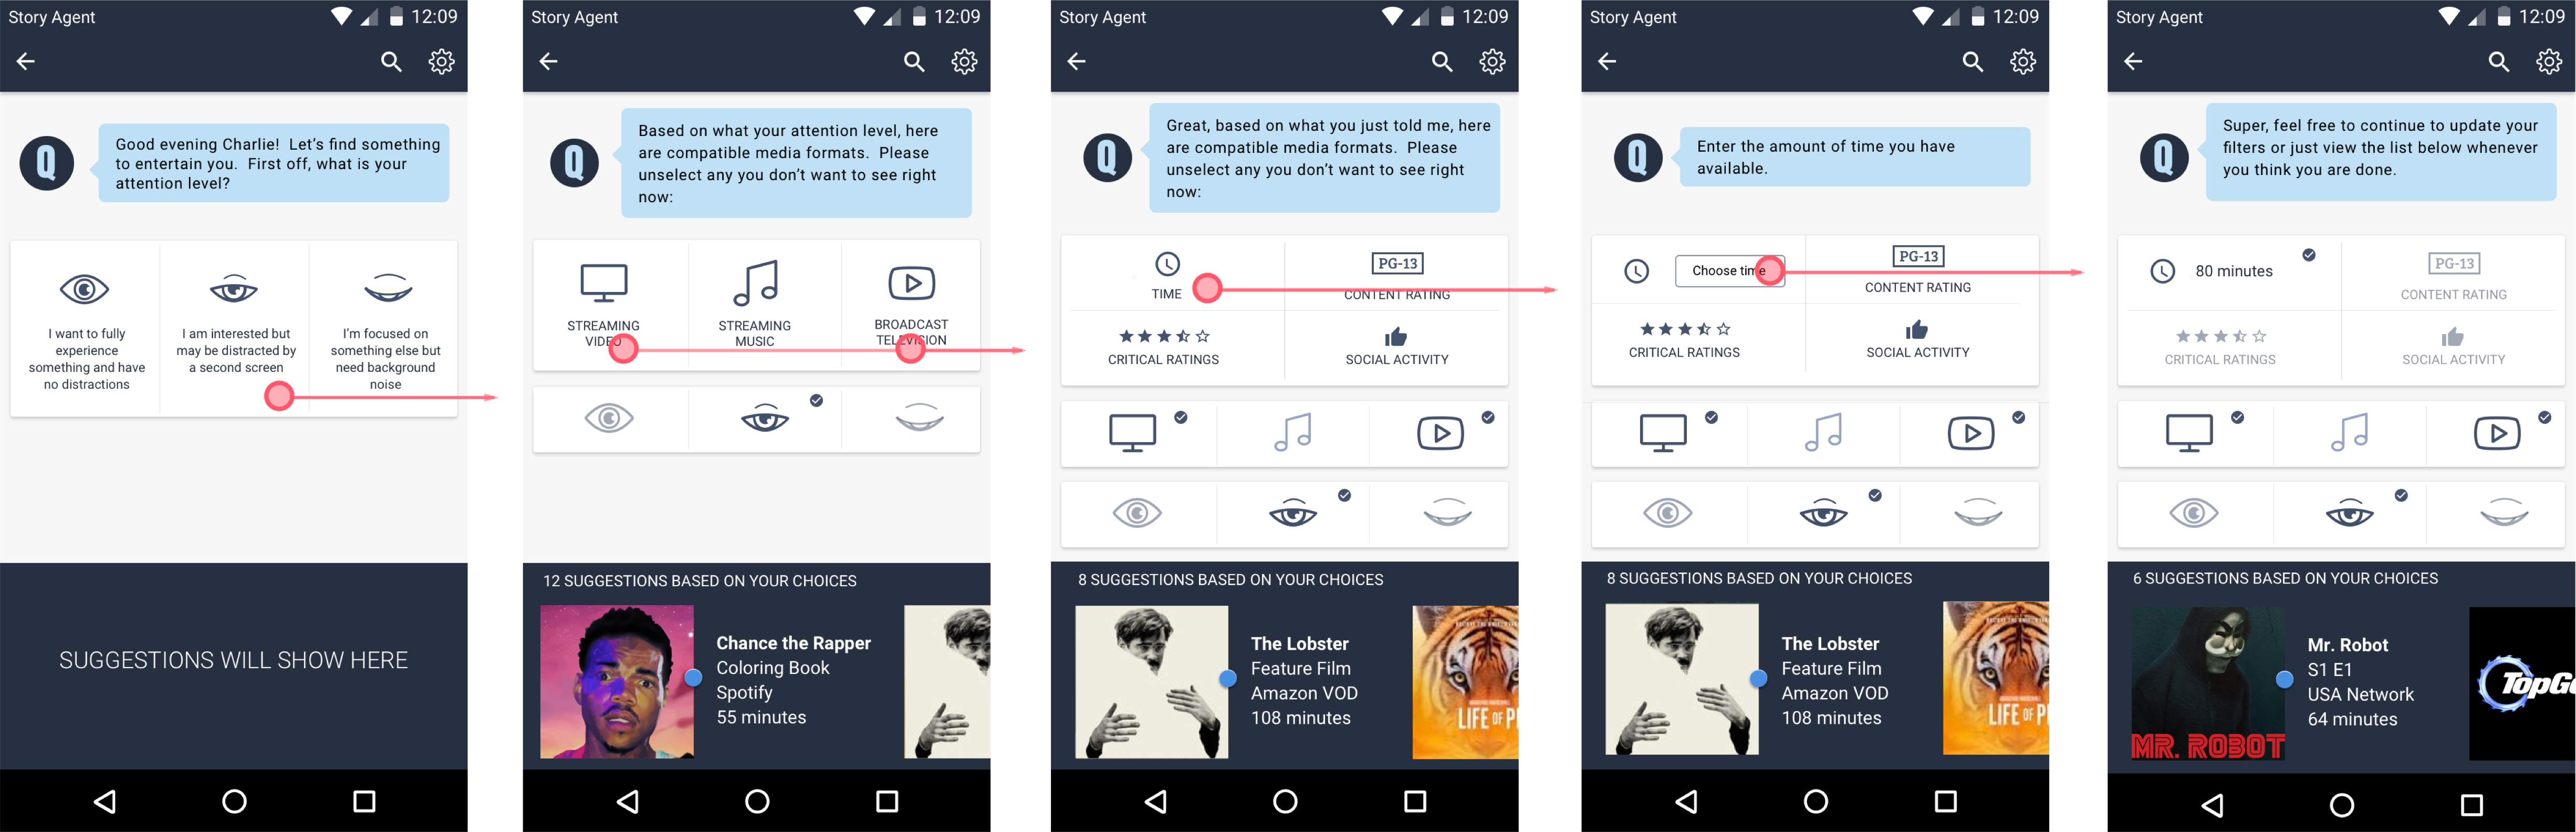 Story Agent
12:09
Q
Good evening Charlie! Let's find something
to entertain you. First off, what is your
attention level?
I want to fully
experience
something and have
no distractions
I am interested but
may be distracted by
a second screen
I'm focused on
something else but
need background
noise
SUGGESTIONS WILL SHOW HERE
Story Agent
12:09
Q
Based on what your attention level, here
are compatible media formats. Please
unselect any you don't want to see right
now:
STREAMING
VIDEO
STREAMING
MUSIC
BROADCAST
TELEVISION
12 SUGGESTIONS BASED ON YOUR CHOICES
Chance the Rapper
Coloring Book
Spotify
55 minutes
Story Agent
12:09
Q
Great, based on what you just told me, here
are compatible media formats. Please
unselect any you don't want to see right
now:
TIME
PG-13
CONTENT RATING
CRITICAL RATINGS
SOCIAL ACTIVITY
8 SUGGESTIONS BASED ON YOUR CHOICES
The Lobster
Feature Film
Amazon VOD
108 minutes
LIFE OF P
Story Agent
12:09
Q
Enter the amount of time you have
available.
Choose time
PG-13
CONTENT RATING
CRITICAL RATINGS
SOCIAL ACTIVITY
8 SUGGESTIONS BASED ON YOUR CHOICES
The Lobster
Feature Film
Amazon VOD
108 minutes
LIFE OF P
Story Agent
12:09
Q
Super, feel free to continue to update your
filters or just view the list below whenever
you think you are done.
80 minutes
PG-13
CONTENT RATING
CRITICAL RATINGS
SOCIAL ACTIVITY
6 SUGGESTIONS BASED ON YOUR CHOICES
MR. ROBOT
Mr. Robot
S1 E1
USA Network
64 minutes
TopG